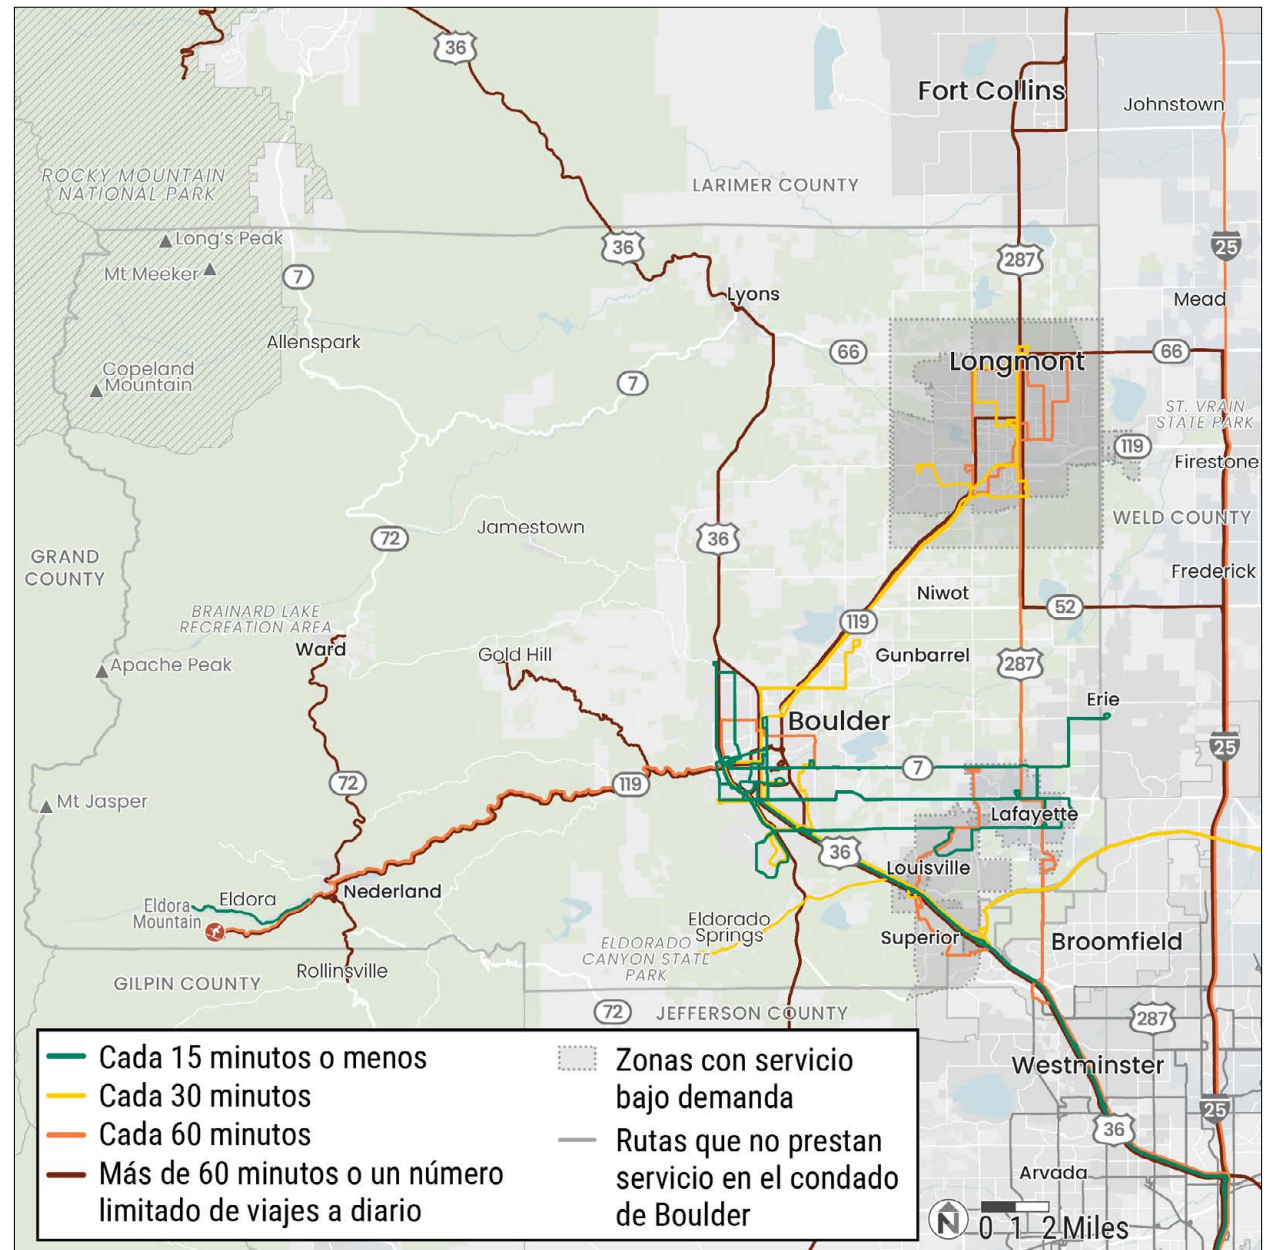 36
Fort Collins
Johnstown
ROCKY MOUNTAIN
NATIONAL PARK
LARIMER COUNTY
Long's Peak
36
25
Mt Meeker
7
287
Lyons
Mead
Allenspark
66
Longmont
66
Copeland
Mountain
7
ST. VRAIN
STATE PARK
119
Firestone
WELD COUNTY
Jamestown
72
36
GRAND
COUNTY
Frederick
Niwot
52
BRAINARD LAKE
RECREATION AREA
119
Ward
Gold Hill
Gunbarrel
287
Apache Peak
Erie
Boulder
25
7
72
119
Mt Jasper
Lafayette
36
Louisville
Nederland
Eldora
Eldora
Mountain
Eldorado
Springs
Superior
Broomfield
ELDORADO
CANYON STATE
PARK
Rollinsville
GILPIN COUNTY
72
JEFFERSON COUNTY
287
Westminster
25
36
Arvada
Cada 15 minutos o menos
Cada 30 minutos
Cada 60 minutos
Más de 60 minutos o un número
limitado de viajes a diario
Zonas con servicio
bajo demanda
Rutas que no prestan
servicio en el condado
de Boulder
N
0 1 2 Miles